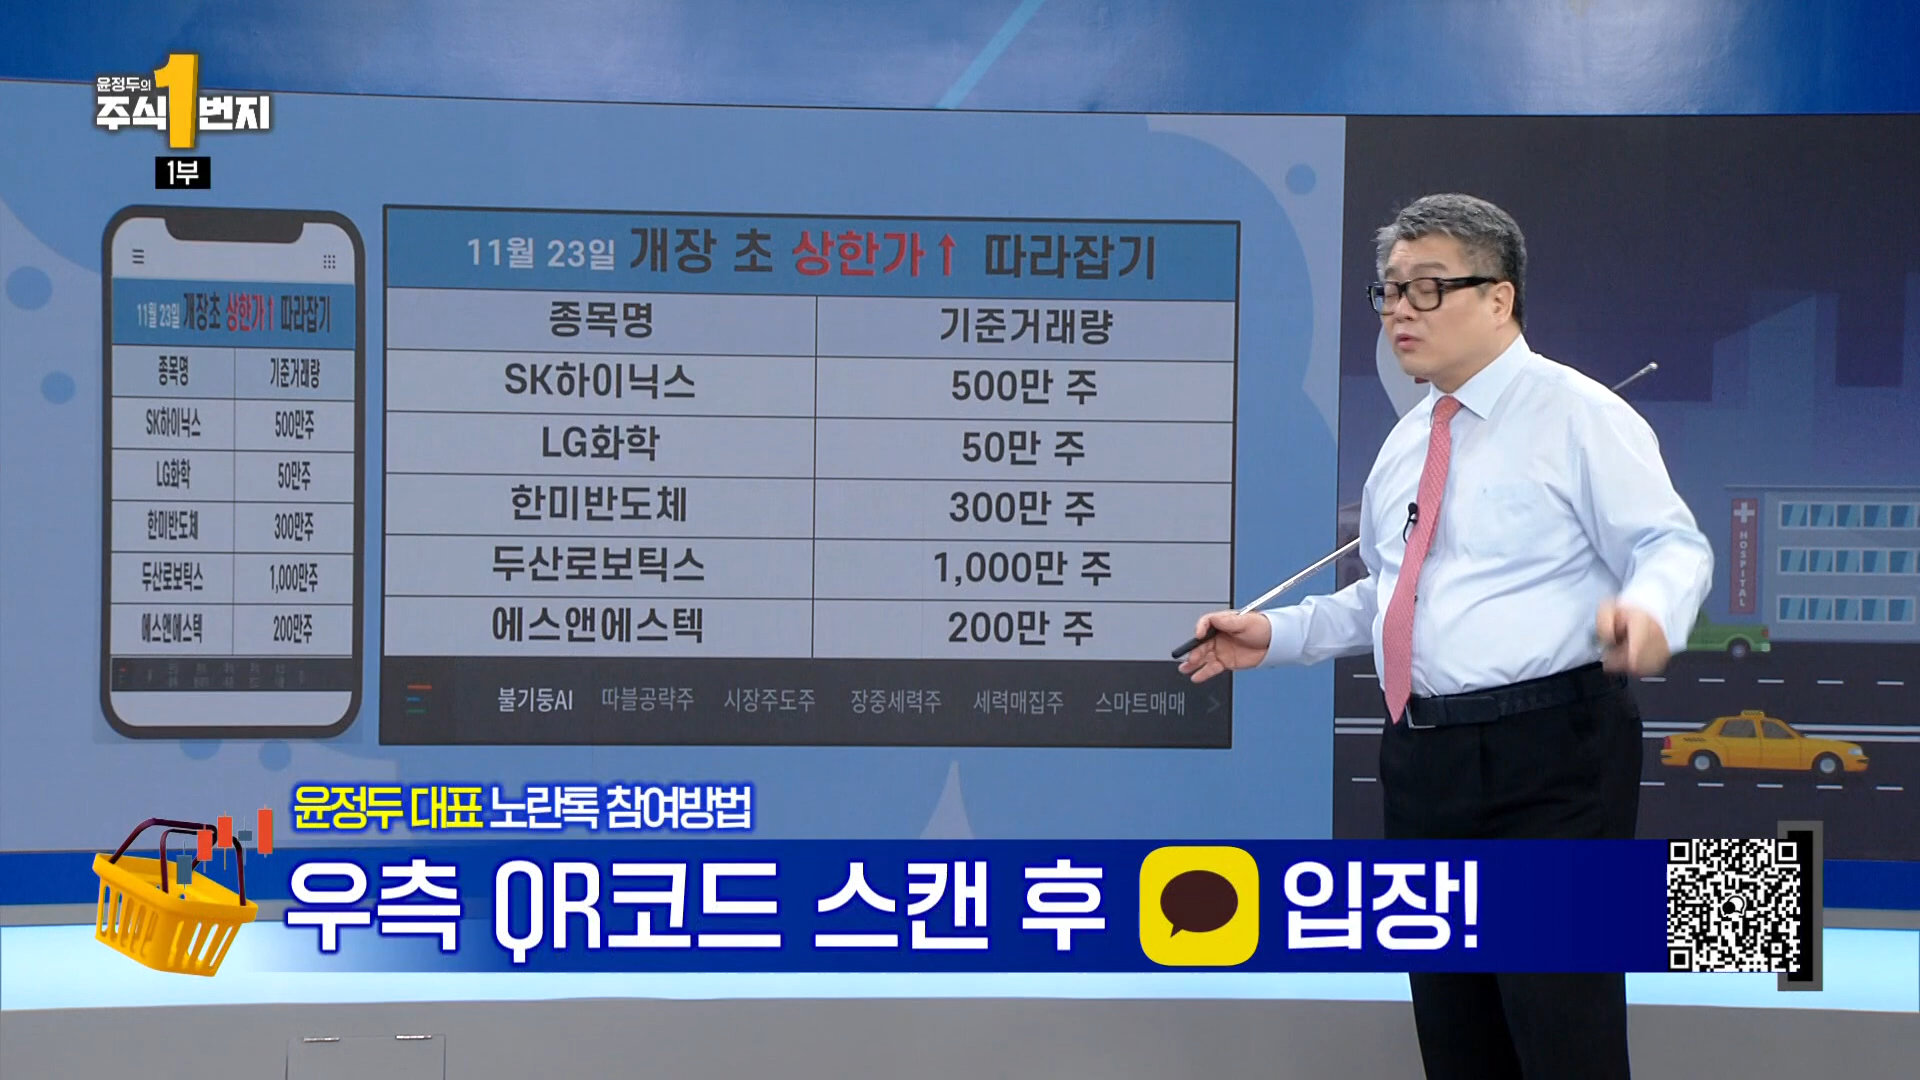 윤정두의
주식1번지
1부
11월 23일 개장초 상한가↑ 따라잡기
종목명 기준거래량
SK하이닉스 500만주
LG화학 50만주
한미반도체 300만주
두산로보틱스 1,000만주
에스앤에스텍 200만주
11월 23일 개장 초 상한가↑ 따라잡기
종목명 기준거래량
SK하이닉스 500만 주
LG화학 50만 주
한미반도체 300만 주
두산로보틱스 1,000만 주
에스앤에스텍 200만 주
불기둥AI 따블공략주 시장주도주 장중세력주 세력매집주 스마트매매 >
HOSPITAL
윤정두 대표 노란톡 참여방법
우측 QR코드 스캔 후 입장!